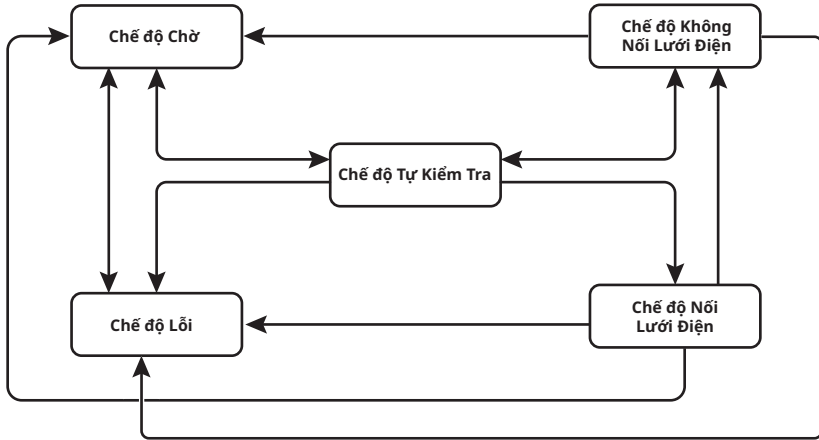 Chế độ Chờ
Chế độ Không
Nối Lưới Điện
Chế độ Tự Kiểm Tra
Chế độ Lỗi
Chế độ Nối
Lưới Điện